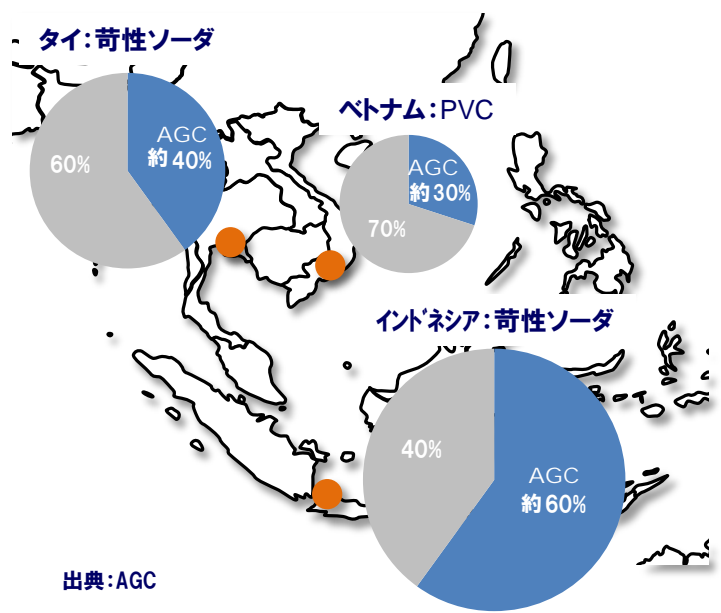 タイ：苛性ソーダ
AGC
約40%
60%
ベトナム：PVC
AGC
約30%
70%
インドネシア：苛性ソーダ
40%
AGC
約60%
出典：AGC